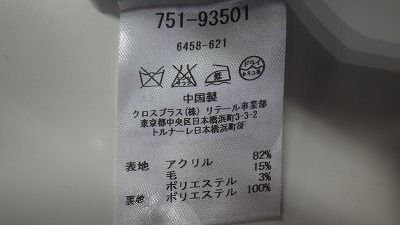 751-93501
6458-621
ドライ
中国製
クロスプラス(株) リテール事業部
東京都中央区日本橋浜町3-3-2
トルナーレ日本橋浜町5F
表地 アクリル 82%
毛 15%
ポリエステル 3%
裏地 ポリエステル 100%